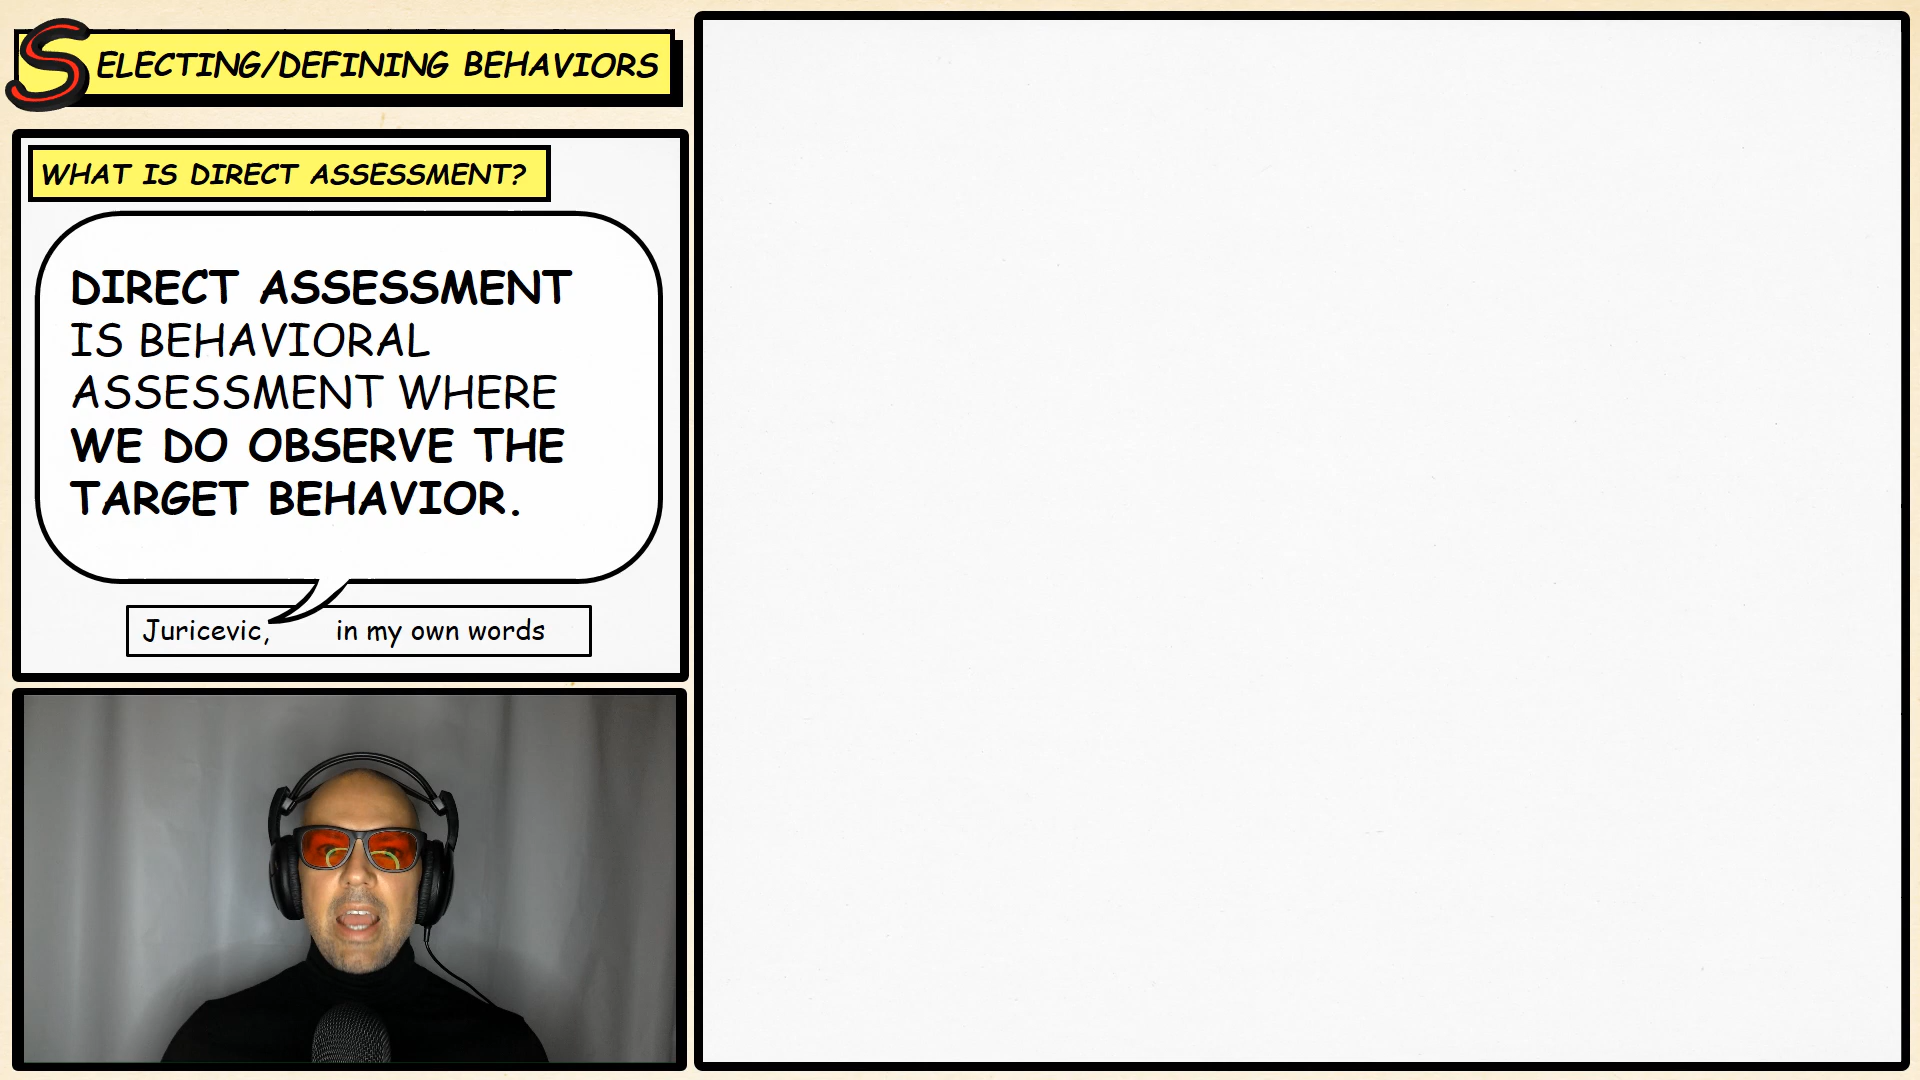 SELECTING/DEFINING BEHAVIORS
WHAT IS DIRECT ASSESSMENT?
DIRECT ASSESSMENT
IS BEHAVIORAL
ASSESSMENT WHERE
WE DO OBSERVE THE
TARGET BEHAVIOR.
Juricevic, in my own words